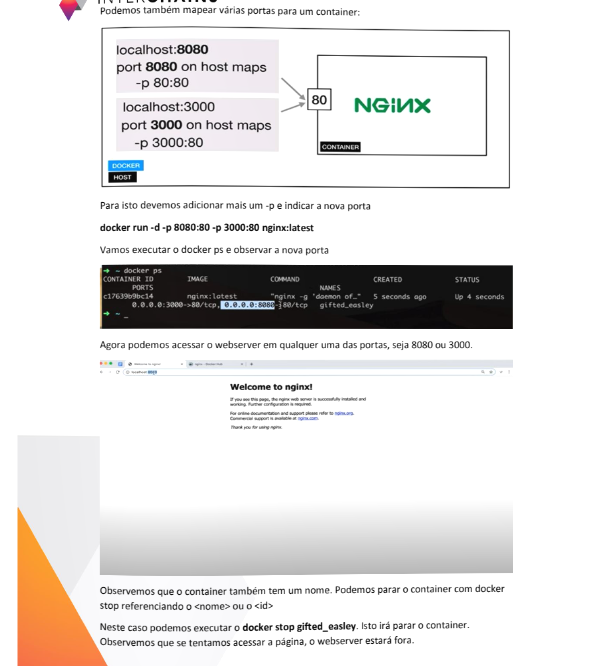 INTERCHAINS
Podemos também mapear várias portas para um container:
localhost:8080
port 8080 on host maps
-p 80:80
localhost:3000
port 3000 on host maps
-p 3000:80
80
NGINX
CONTAINER
DOCKER
HOST
Para isto devemos adicionar mais um -p e indicar a nova porta
docker run -d -p 8080:80 -p 3000:80 nginx:latest
Vamos executar o docker ps e observar a nova porta
→ ~ docker ps
CONTAINER ID IMAGE COMMAND CREATED STATUS
PORTS NAMES
c17639b9bc14 nginx:latest "nginx -g 'daemon of…" 5 seconds ago Up 4 seconds
0.0.0.0:3000->80/tcp, 0.0.0.0:8080->80/tcp gifted_easley
→ ~ _
Agora podemos acessar o webserver em qualquer uma das portas, seja 8080 ou 3000.
Welcome to nginx!
If you see this page, the nginx web server is successfully installed and
working. Further configuration is required.
For online documentation and support please refer to nginx.org.
Commercial support is available at nginx.com.
Thank you for using nginx.
Observemos que o container também tem um nome. Podemos parar o container com docker
stop referenciando o <nome> ou o <id>
Neste caso podemos executar o docker stop gifted_easley. Isto irá parar o container.
Observemos que se tentamos acessar a página, o webserver estará fora.